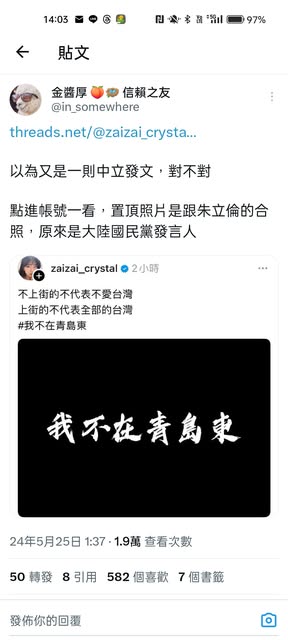 14:03
97%
貼文
金醬厚 🍑🐲 信賴之友
@in_somewhere
threads.net/@zaizai_crysta...
以為又是一則中立發文，對不對
點進帳號一看，置頂照片是跟朱立倫的合
照，原來是大陸國民黨發言人
zaizai_crystal 2小時
不上街的不代表不愛台灣
上街的不代表全部的台灣
#我不在青島東
我不在青島東
24年5月25日 1:37 · 1.9萬 查看次數
50 轉發 8 引用 582 個喜歡 7 個書籤
發佈你的回覆